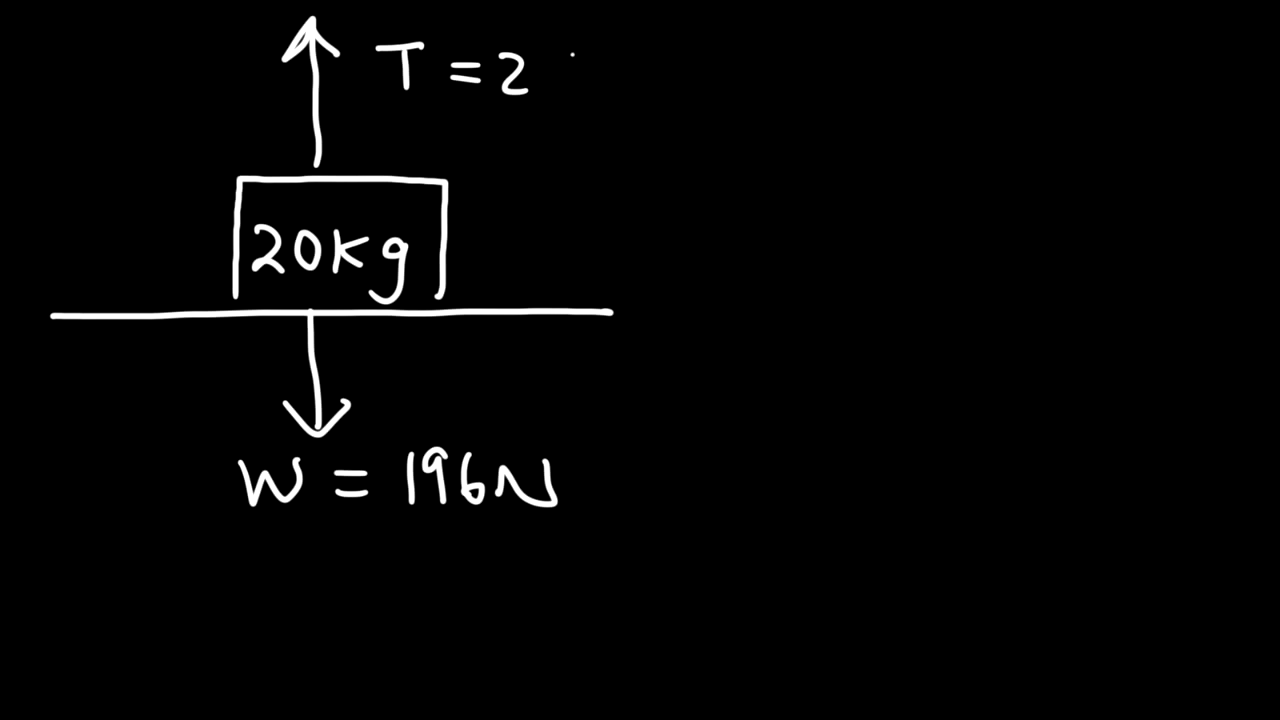 T = 2
20kg
W = 196N